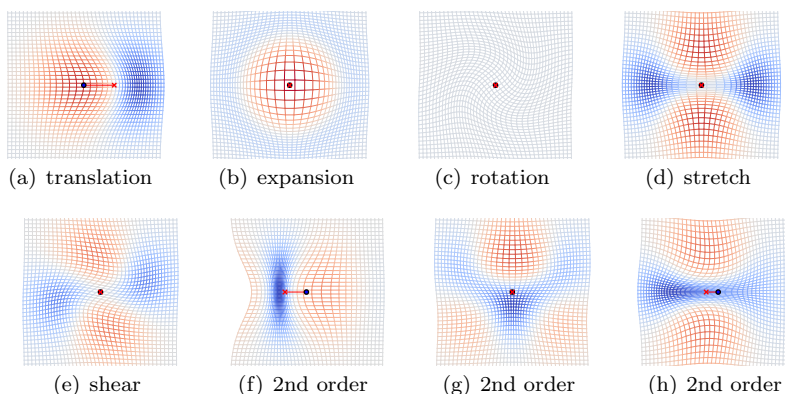 (a) translation (b) expansion (c) rotation (d) stretch
(e) shear (f) 2nd order (g) 2nd order (h) 2nd order